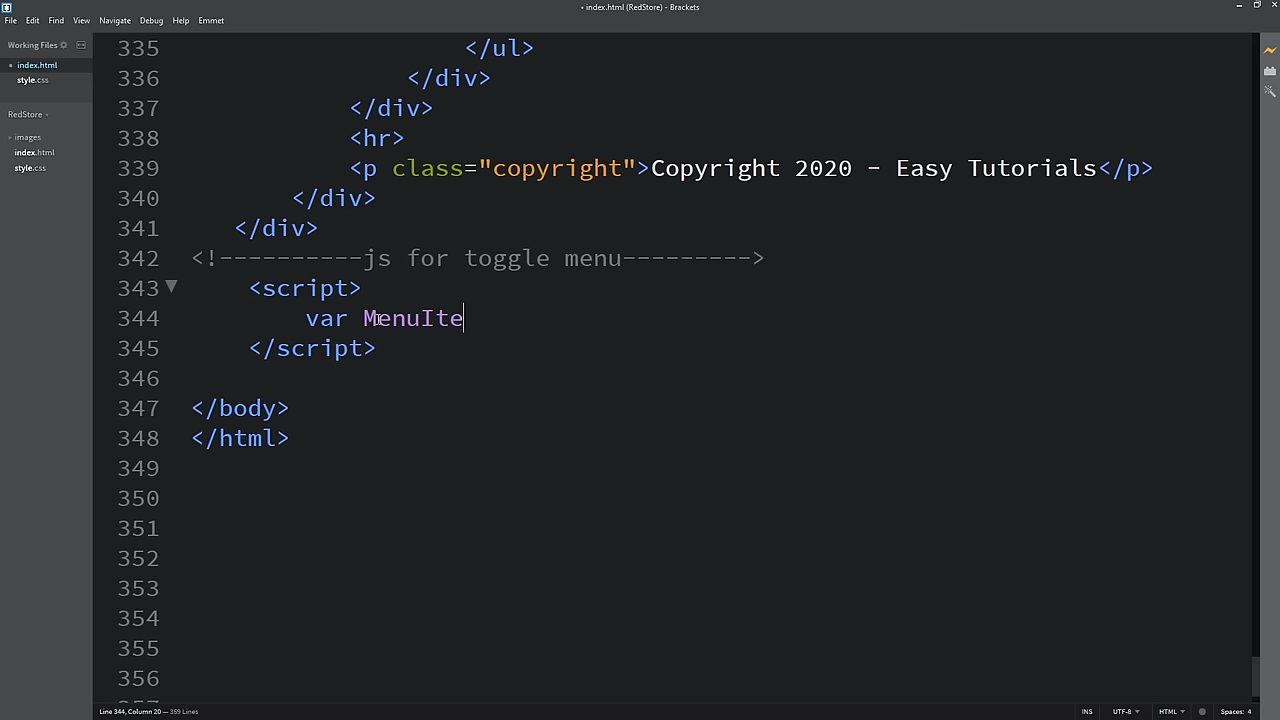 • index.html (RedStore) - Brackets
File Edit Find View Navigate Debug Help Emmet
Working Files
• index.html
style.css
RedStore
images
index.html
style.css
335 </ul>
336 </div>
337 </div>
338 <hr>
339 <p class="copyright">Copyright 2020 - Easy Tutorials</p>
340 </div>
341 </div>
342 <!----------js for toggle menu--------->
343 <script>
344 var MenuIte
345 </script>
346
347 </body>
348 </html>
349
350
351
352
353
354
355
356
357
Line 344, Column 20 — 359 Lines INS UTF-8 HTML Spaces: 4